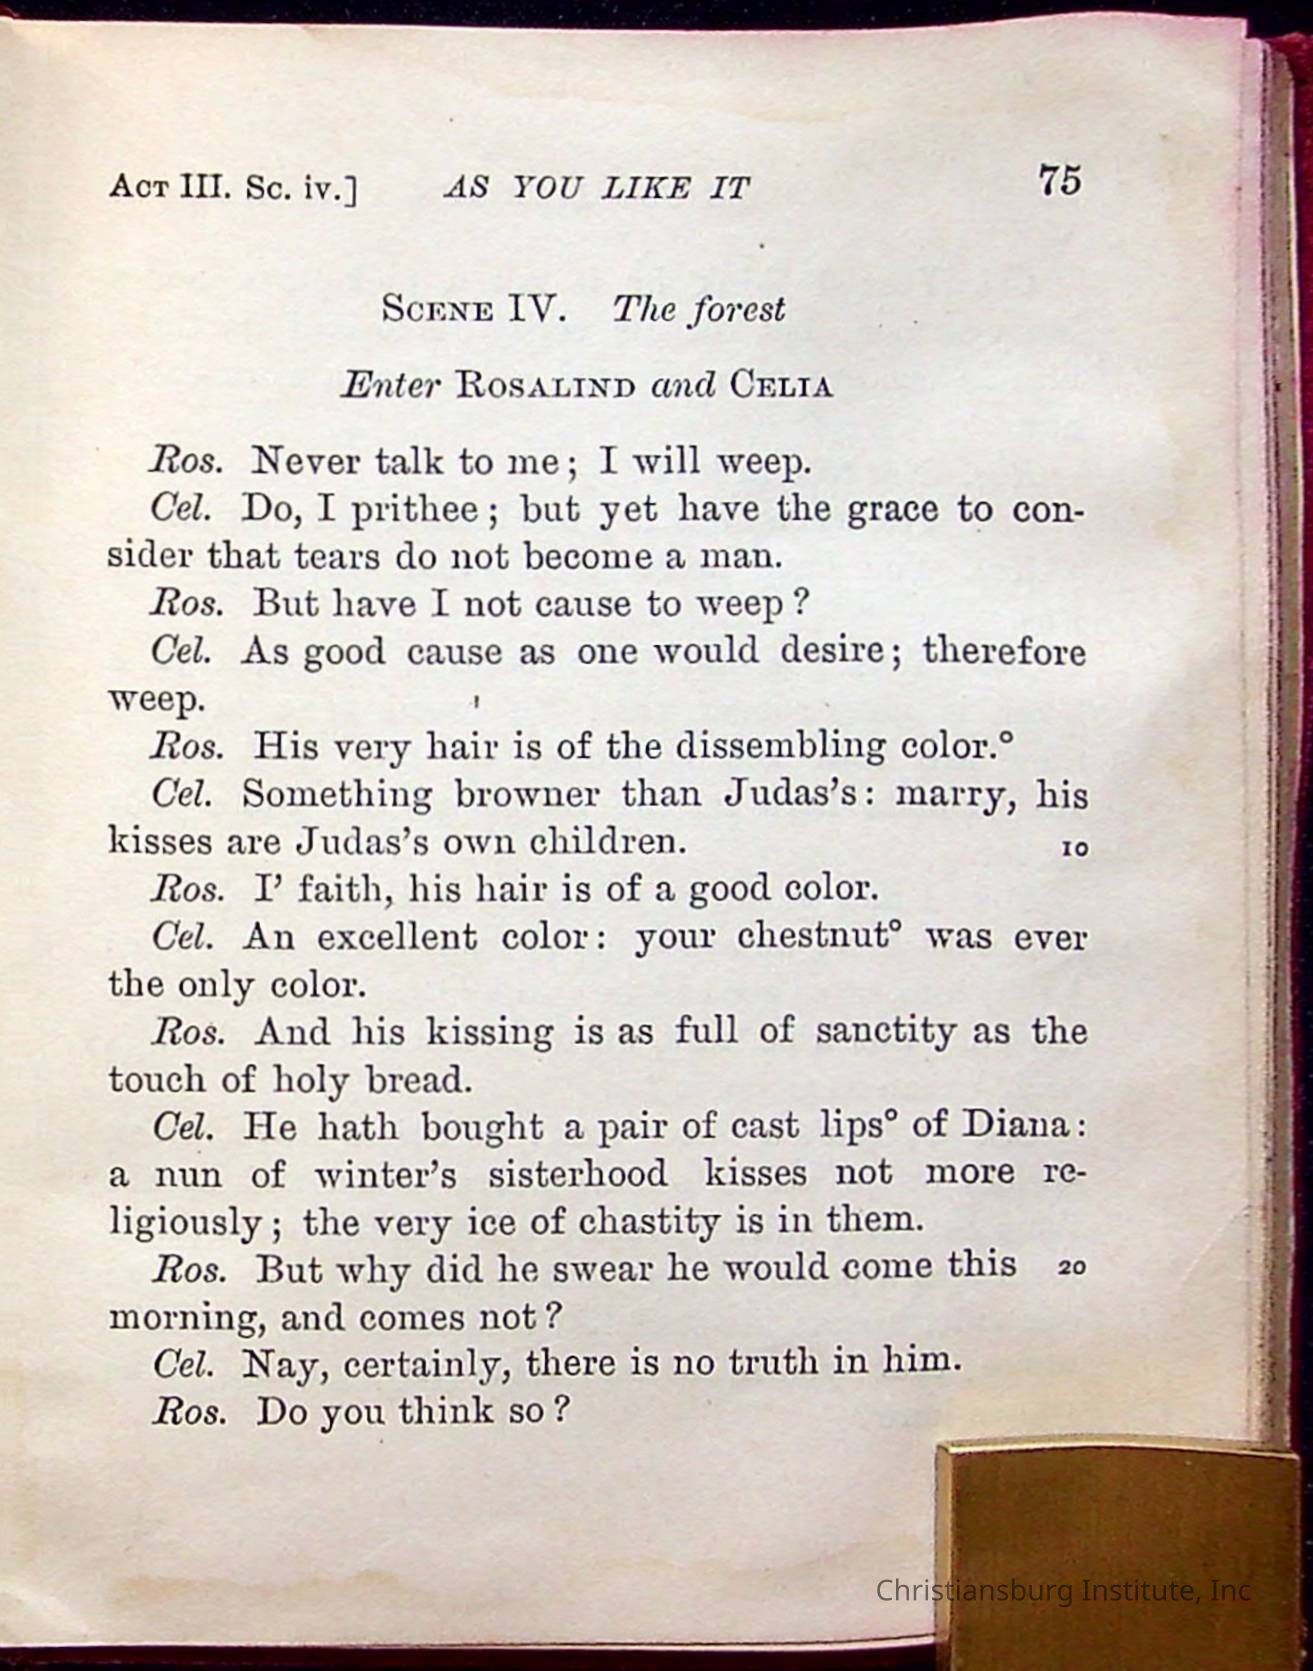 ACT III. Sc. iv.] AS YOU LIKE IT 75
SCENE IV. The forest
Enter ROSALIND and CELIA
Ros. Never talk to me; I will weep.
Cel. Do, I prithee; but yet have the grace to con-
sider that tears do not become a man.
Ros. But have I not cause to weep?
Cel. As good cause as one would desire; therefore
weep.
Ros. His very hair is of the dissembling color.°
Cel. Something browner than Judas's: marry, his
kisses are Judas's own children. 10
Ros. I' faith, his hair is of a good color.
Cel. An excellent color: your chestnut° was ever
the only color.
Ros. And his kissing is as full of sanctity as the
touch of holy bread.
Cel. He hath bought a pair of cast lips° of Diana:
a nun of winter's sisterhood kisses not more re-
ligiously; the very ice of chastity is in them.
Ros. But why did he swear he would come this 20
morning, and comes not?
Cel. Nay, certainly, there is no truth in him.
Ros. Do you think so?
Christiansburg Institute, Inc